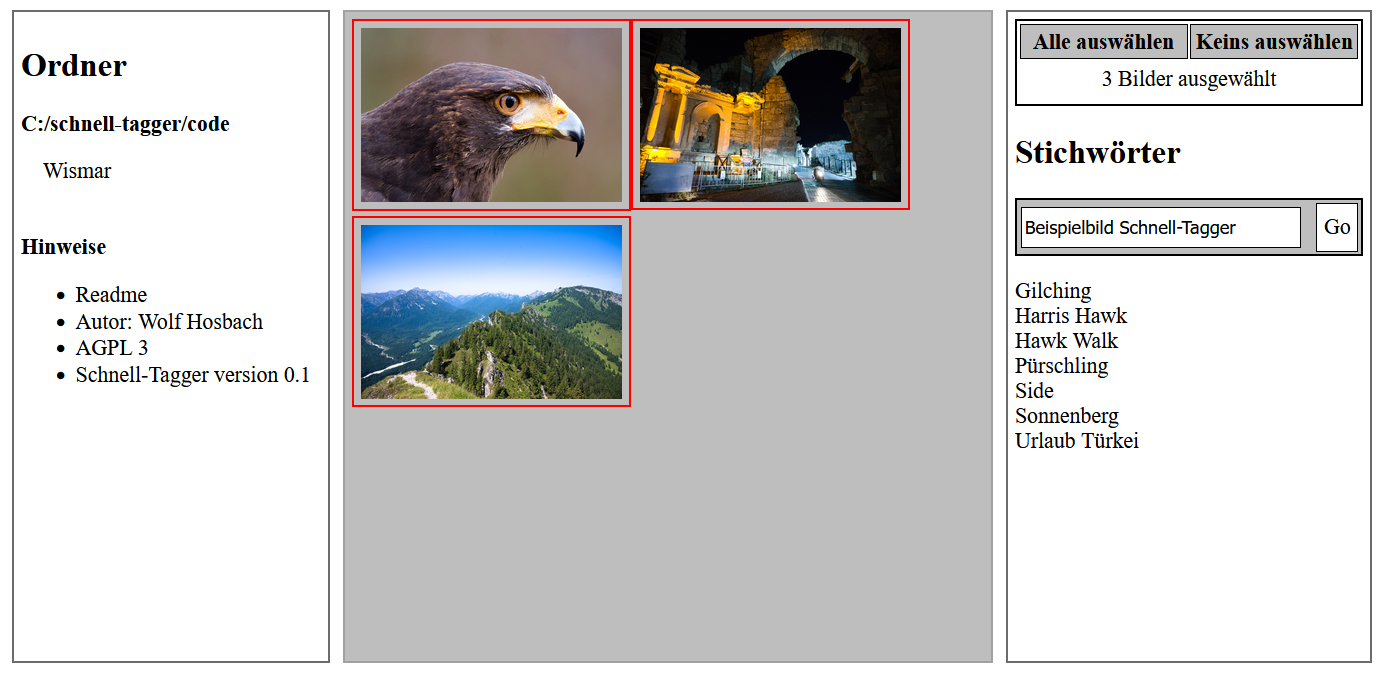 Ordner
C:/schnell-tagger/code
Wismar
Hinweise
Readme
Autor: Wolf Hosbach
AGPL 3
Schnell-Tagger version 0.1
Alle auswählen Keins auswählen
3 Bilder ausgewählt
Stichwörter
Beispielbild Schnell-Tagger Go
Gilching
Harris Hawk
Hawk Walk
Pürschling
Side
Sonnenberg
Urlaub Türkei